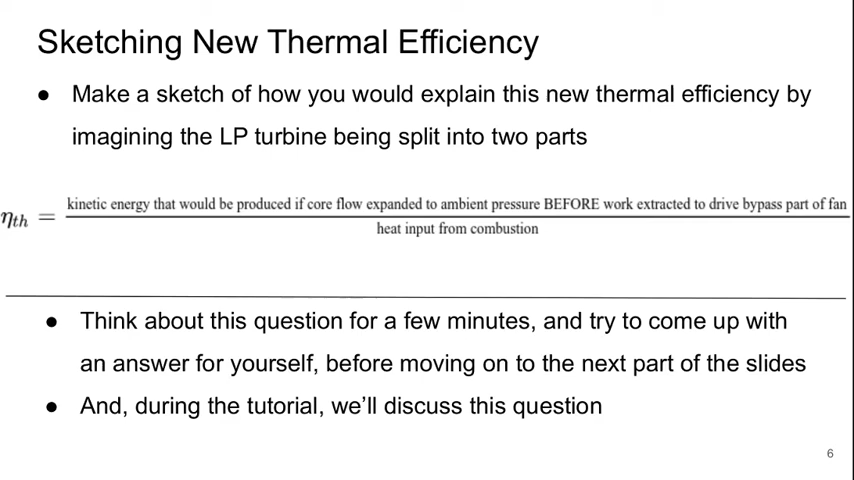 Sketching New Thermal Efficiency
● Make a sketch of how you would explain this new thermal efficiency by
imagining the LP turbine being split into two parts
kinetic energy that would be produced if core flow expanded to ambient pressure BEFORE work extracted to drive bypass part of fan
η_th =
heat input from combustion
● Think about this question for a few minutes, and try to come up with
an answer for yourself, before moving on to the next part of the slides
● And, during the tutorial, we'll discuss this question
6